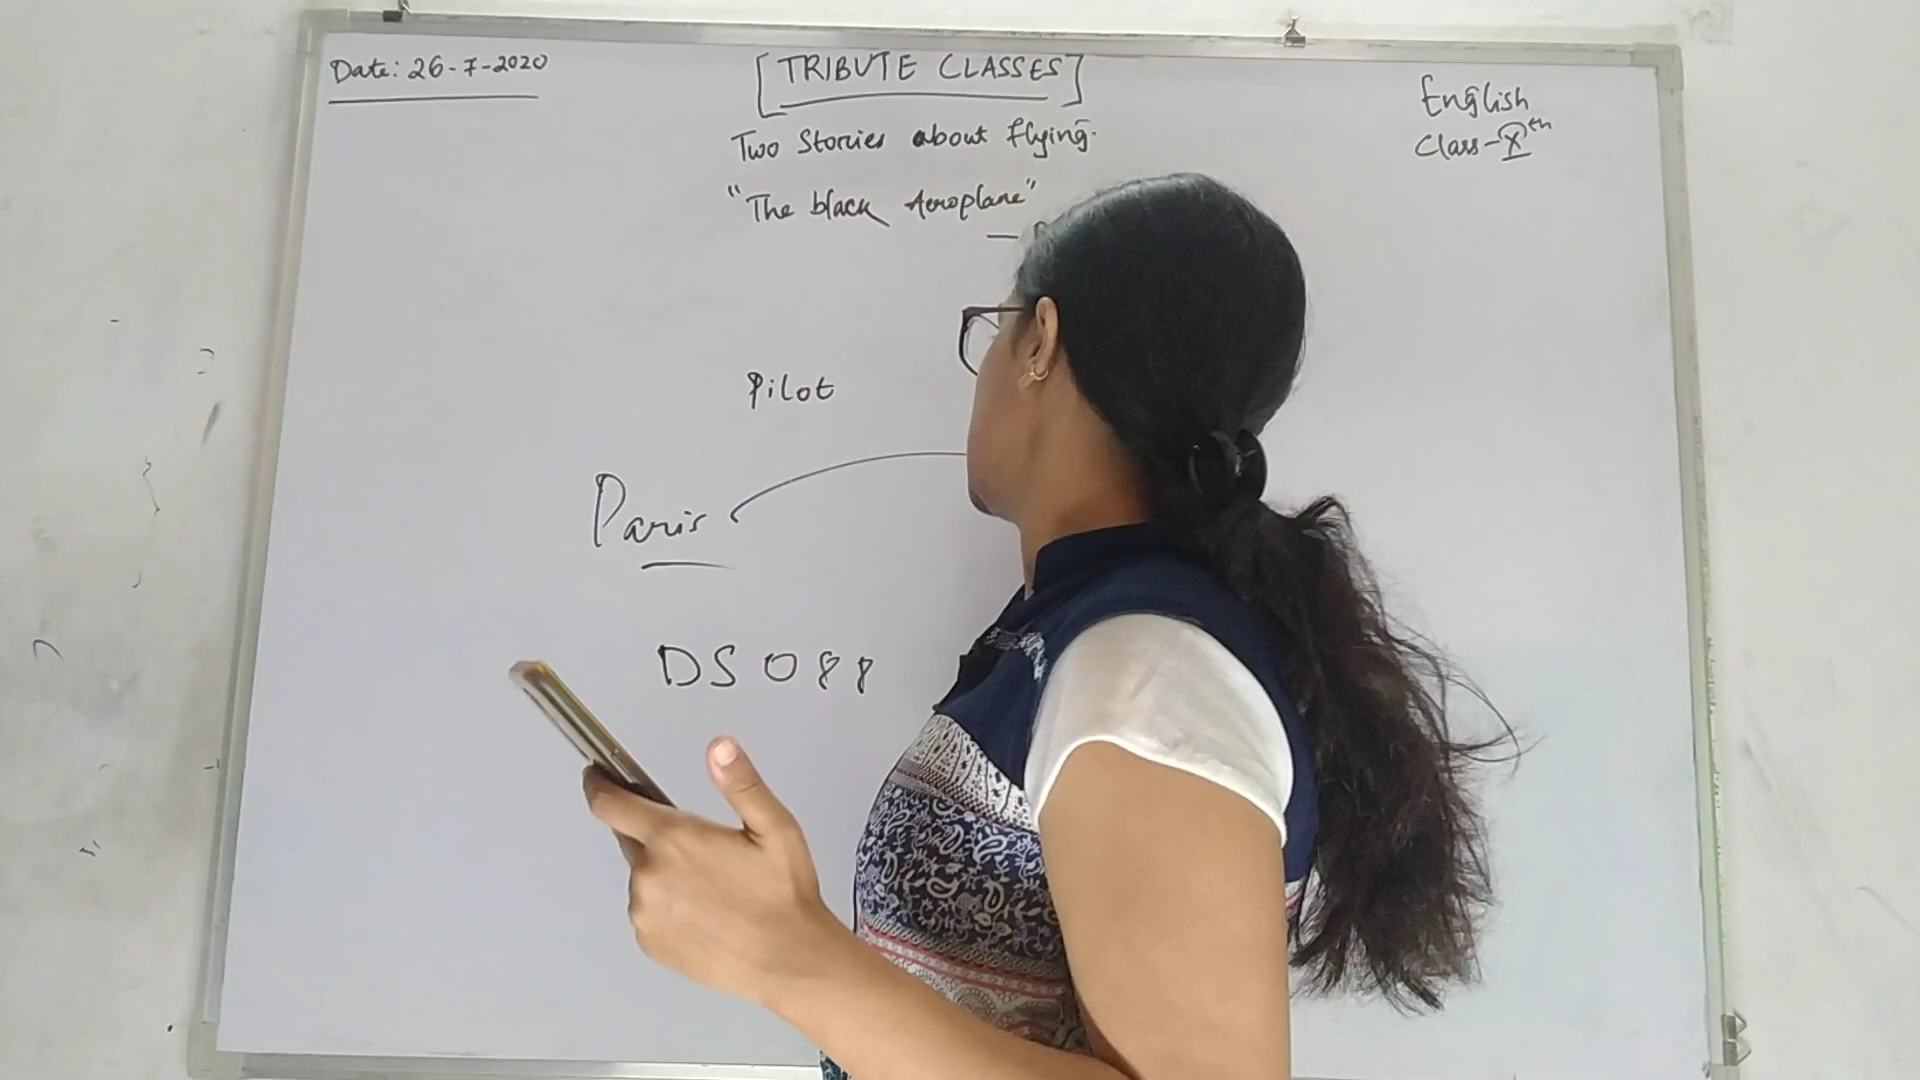 Date: 26-7-2020
[TRIBUTE CLASSES]
English
Class-Xth
Two Stories about Flying.
"The black Aeroplane"
Pilot
Paris
DS 088